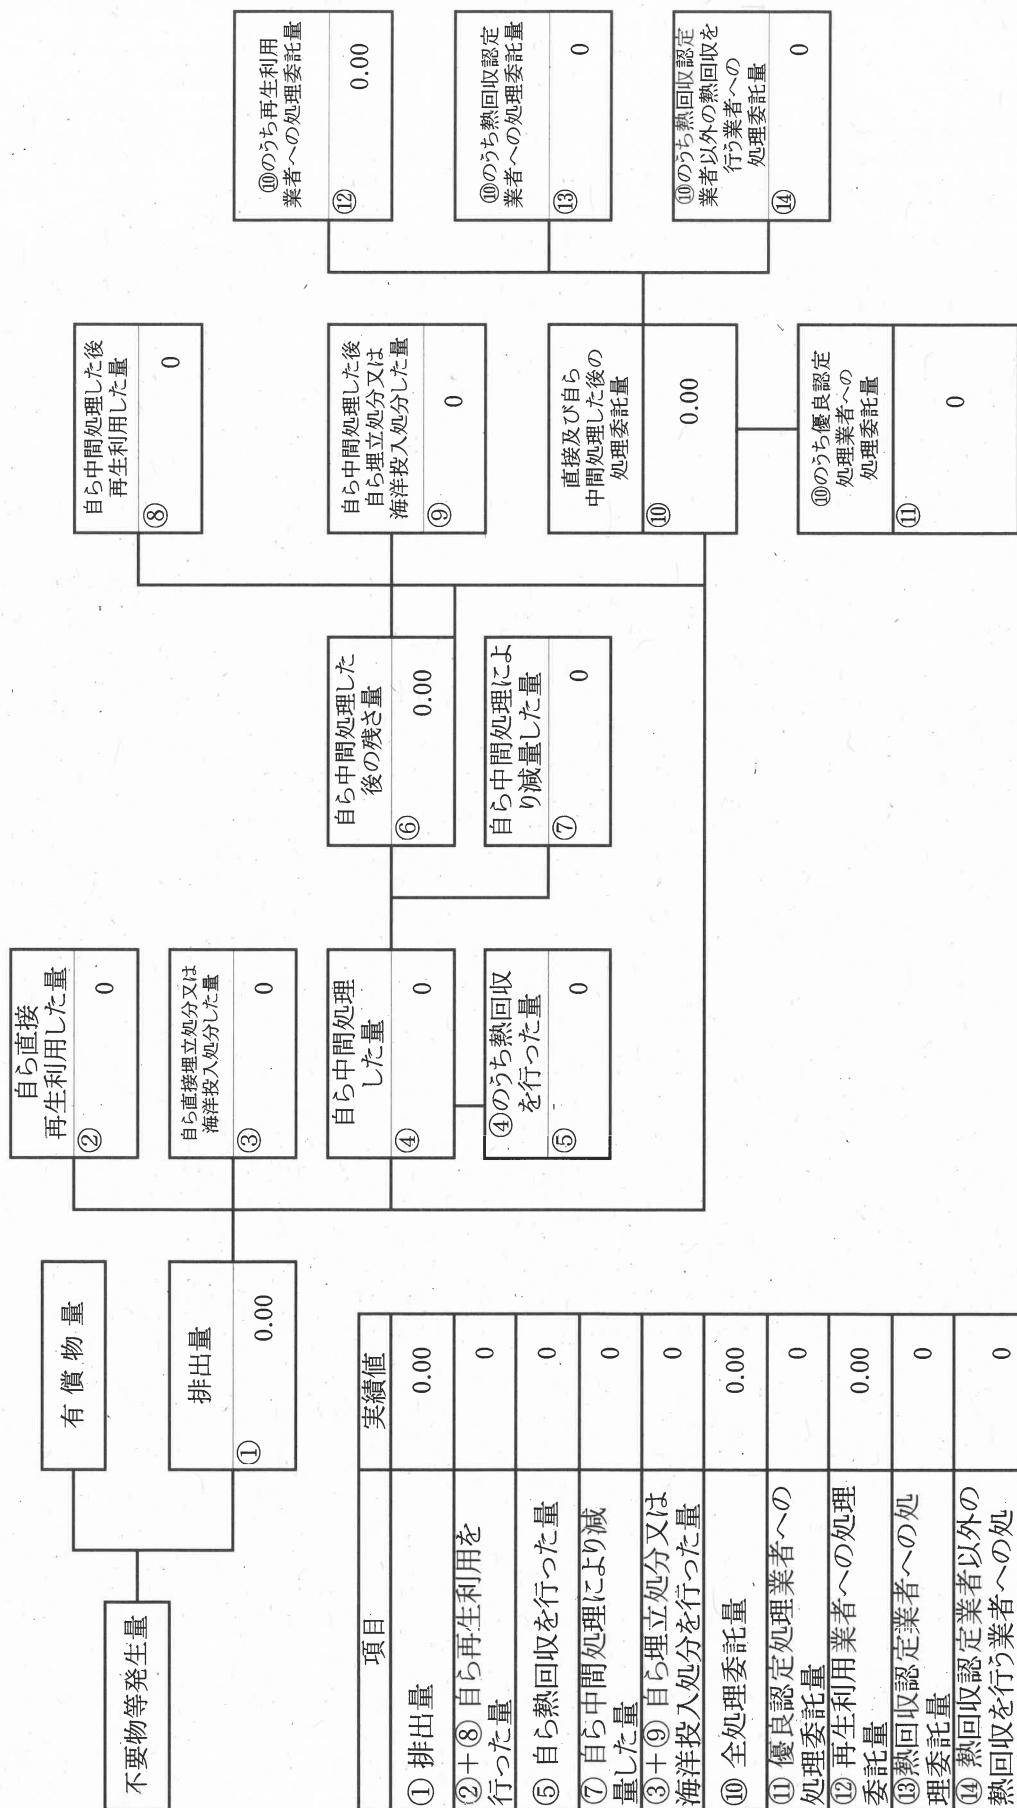 不要物等発生量
有償物量
排出量
①
0.00
自ら直接
再生利用した量
②
0
自ら直接埋立処分又は
海洋投入処分した量
③
0
自ら中間処理
した量
④
0
④のうち熱回収
を行った量
⑤
0
自ら中間処理した
後の残さ量
⑥
0.00
自ら中間処理によ
り減量した量
⑦
0
自ら中間処理した後
再生利用した量
⑧
0
自ら中間処理した後
自ら埋立処分又は
海洋投入処分した量
⑨
0
直接及び自ら
中間処理した後の
処理委託量
⑩
0.00
⑩のうち優良認定
処理業者への
処理委託量
⑪
0
⑩のうち再生利用
業者への処理委託量
⑫
0.00
⑩のうち熱回収認定
業者への処理委託量
⑬
0
⑩のうち熱回収認定
業者以外の熱回収を
行う業者への
処理委託量
⑭
0
項目 実績値
①排出量 0.00
②+⑧自ら再生利用を
行った量 0
⑤自ら熱回収を行った量 0
⑦自ら中間処理により減
量した量 0
③+⑨自ら埋立処分又は
海洋投入処分を行った量 0
⑩全処理委託量 0.00
⑪優良認定処理業者への
処理委託量 0
⑫再生利用業者への処理
委託量 0.00
⑬熱回収認定業者への処
理委託量 0
⑭熱回収認定業者以外の
熱回収を行う業者への処 0